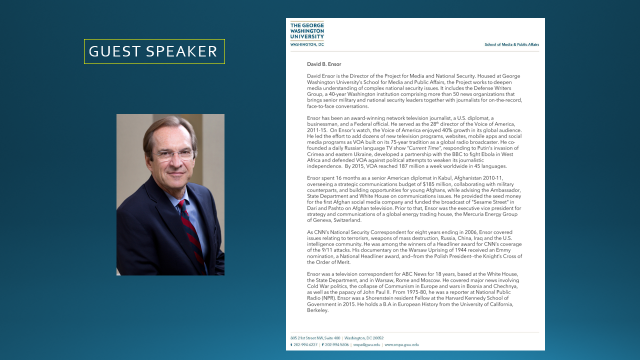 GUEST SPEAKER
THE GEORGE
WASHINGTON
UNIVERSITY
WASHINGTON, DC
School of Media & Public Affairs
David B. Ensor
David Ensor is the Director of the Project for Media and National Security. Housed at George
Washington University's School for Media and Public Affairs, the Project works to deepen
media understanding of complex national security issues. It includes the Defense Writers
Group, a 40-year Washington institution comprising more than 50 news organizations that
brings senior military and national security leaders together with journalists for on-the-record,
face-to-face conversations.
Ensor has been an award-winning network television journalist, a U.S. diplomat, a
businessman, and a Federal official. He served as the 28th director of the Voice of America,
2011-15. On Ensor's watch, the Voice of America enjoyed 40% growth in its global audience.
He led the effort to add dozens of new television programs, websites, mobile apps and social
media programs as VOA built on its 75-year tradition as a global radio broadcaster. He co-
founded a daily Russian language TV show "Current Time", responding to Putin's invasion of
Crimea and eastern Ukraine, developed a partnership with the BBC to fight Ebola in West
Africa and defended VOA against political attempts to weaken its journalistic
independence. By 2015, VOA reached 187 million a week worldwide in 45 languages.
Ensor spent 16 months as a senior American diplomat in Kabul, Afghanistan 2010-11,
overseeing a strategic communications budget of $185 million, collaborating with military
counterparts, and building opportunities for young Afghans, while advising the Ambassador,
State Department and White House on communications issues. He provided the seed money
for the first Afghan social media company and funded the broadcast of "Sesame Street" in
Dari and Pashto on Afghan television. Prior to that, Ensor was the executive vice president for
strategy and communications of a global energy trading house, the Mercuria Energy Group
of Geneva, Switzerland.
As CNN's National Security Correspondent for eight years ending in 2006, Ensor covered
issues relating to terrorism, weapons of mass destruction, Russia, China, Iraq and the U.S.
intelligence community. He was among the winners of a Headliner award for CNN's coverage
of the 9/11 attacks. His documentary on the Warsaw Uprising of 1944 received an Emmy
nomination, a National Headliner award, and–from the Polish President–the Knight's Cross of
the Order of Merit.
Ensor was a television correspondent for ABC News for 18 years, based at the White House,
the State Department, and in Warsaw, Rome and Moscow. He covered major news involving
Cold War politics, the collapse of Communism in Europe and wars in Bosnia and Chechnya,
as well as the papacy of John Paul II. From 1975-80, he was a reporter at National Public
Radio (NPR). Ensor was a Shorenstein resident Fellow at the Harvard Kennedy School of
Government in 2015. He holds a B.A in European History from the University of California,
Berkeley.
805 21st Street NW, Suite 400 | Washington, DC 20052